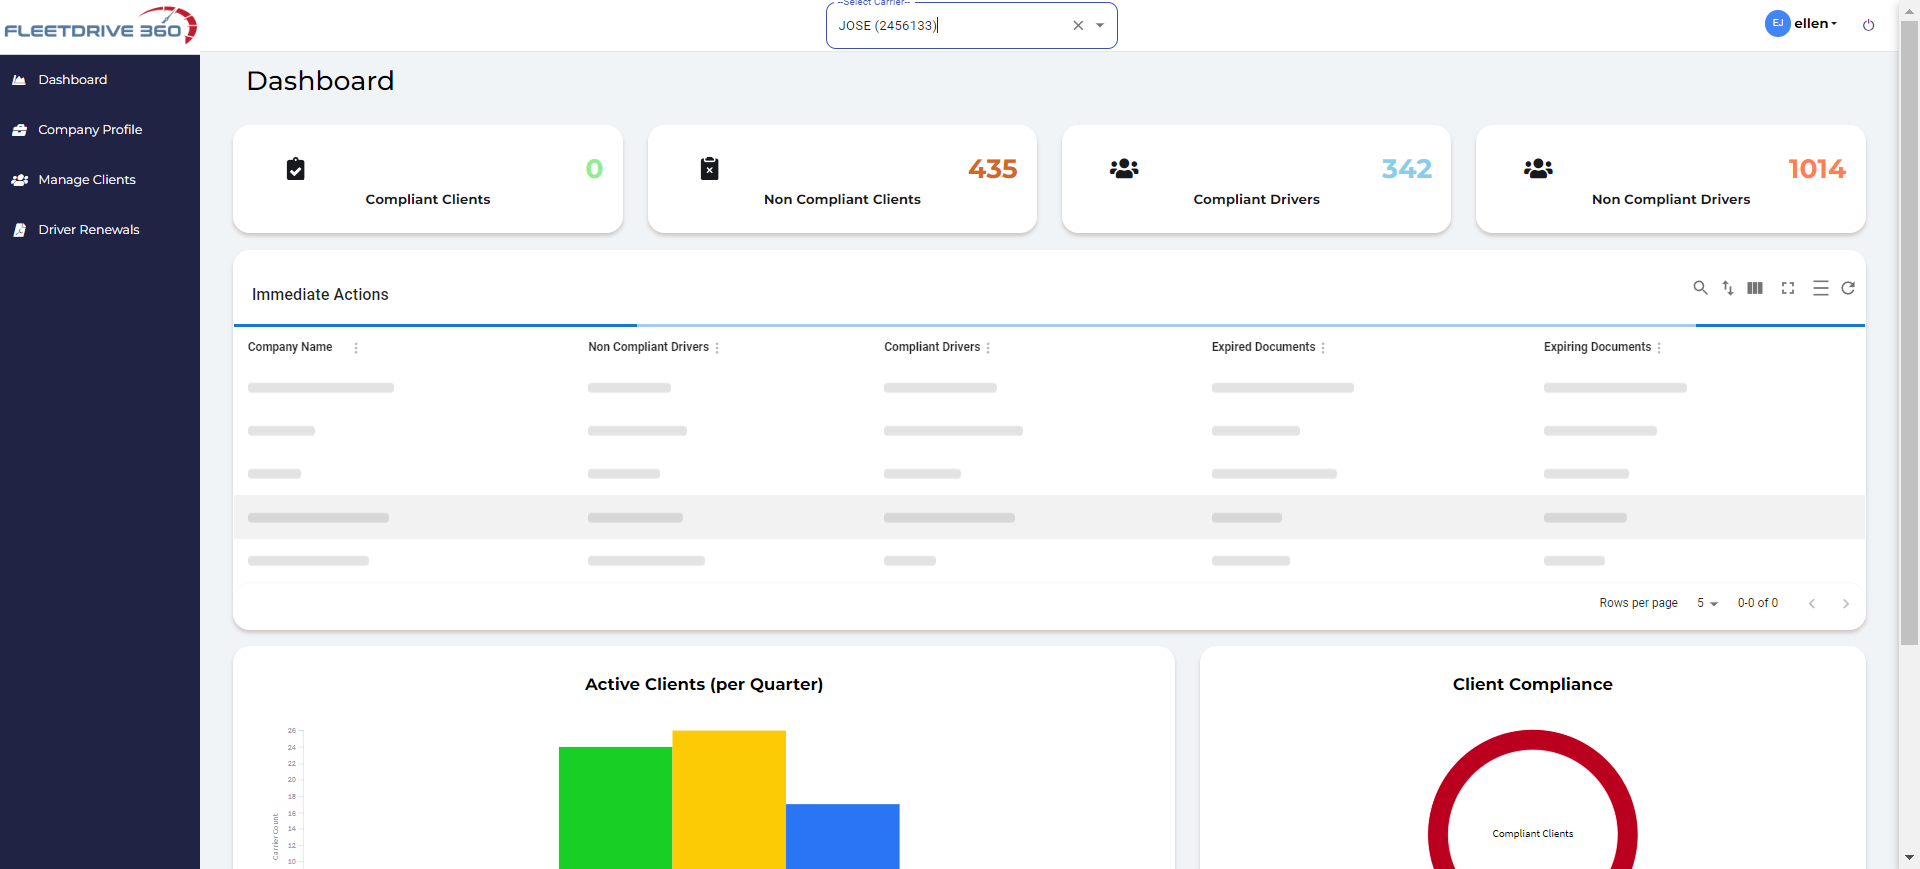 FLEETDRIVE 360
--Select Carrier--
JOSE (2456133)
EJ
ellen
Dashboard
Company Profile
Manage Clients
Driver Renewals
Dashboard
0
Compliant Clients
435
Non Compliant Clients
342
Compliant Drivers
1014
Non Compliant Drivers
Immediate Actions
Company Name
Non Compliant Drivers
Compliant Drivers
Expired Documents
Expiring Documents
Rows per page
5
0-0 of 0
Active Clients (per Quarter)
26
24
22
20
18
16
14
12
10
Carrier Count
Client Compliance
Compliant Clients